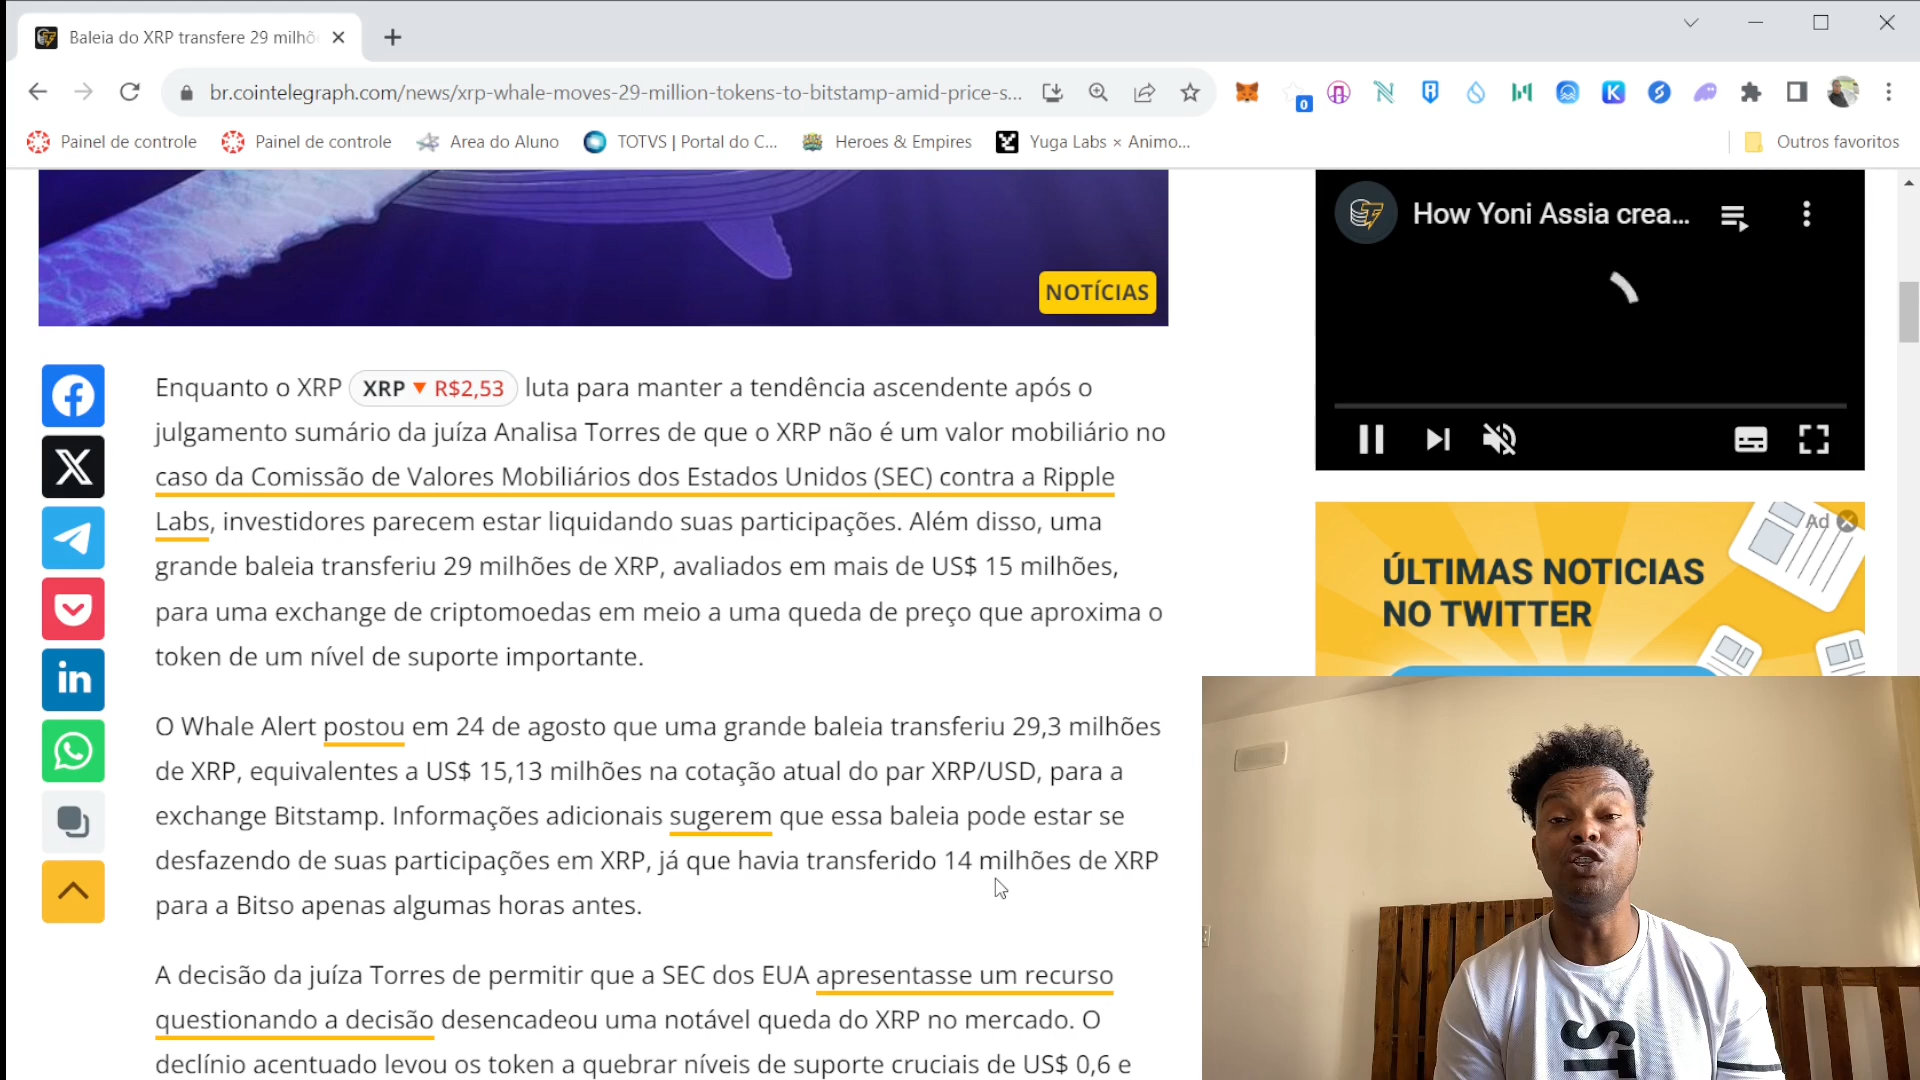 Baleia do XRP transfere 29 milhõ
br.cointelegraph.com/news/xrp-whale-moves-29-million-tokens-to-bitstamp-amid-price-s...
0
Painel de controle
Painel de controle
Area do Aluno
TOTVS | Portal do C...
Heroes & Empires
Yuga Labs × Animo...
Outros favoritos
NOTÍCIAS
Enquanto o XRP XRP ▼ R$2,53 luta para manter a tendência ascendente após o
julgamento sumário da juíza Analisa Torres de que o XRP não é um valor mobiliário no
caso da Comissão de Valores Mobiliários dos Estados Unidos (SEC) contra a Ripple
Labs, investidores parecem estar liquidando suas participações. Além disso, uma
grande baleia transferiu 29 milhões de XRP, avaliados em mais de US$ 15 milhões,
para uma exchange de criptomoedas em meio a uma queda de preço que aproxima o
token de um nível de suporte importante.
O Whale Alert postou em 24 de agosto que uma grande baleia transferiu 29,3 milhões
de XRP, equivalentes a US$ 15,13 milhões na cotação atual do par XRP/USD, para a
exchange Bitstamp. Informações adicionais sugerem que essa baleia pode estar se
desfazendo de suas participações em XRP, já que havia transferido 14 milhões de XRP
para a Bitso apenas algumas horas antes.
A decisão da juíza Torres de permitir que a SEC dos EUA apresentasse um recurso
questionando a decisão desencadeou uma notável queda do XRP no mercado. O
declínio acentuado levou os token a quebrar níveis de suporte cruciais de US$ 0,6 e
How Yoni Assia crea...
Ad
ÚLTIMAS NOTICIAS
NO TWITTER
ST